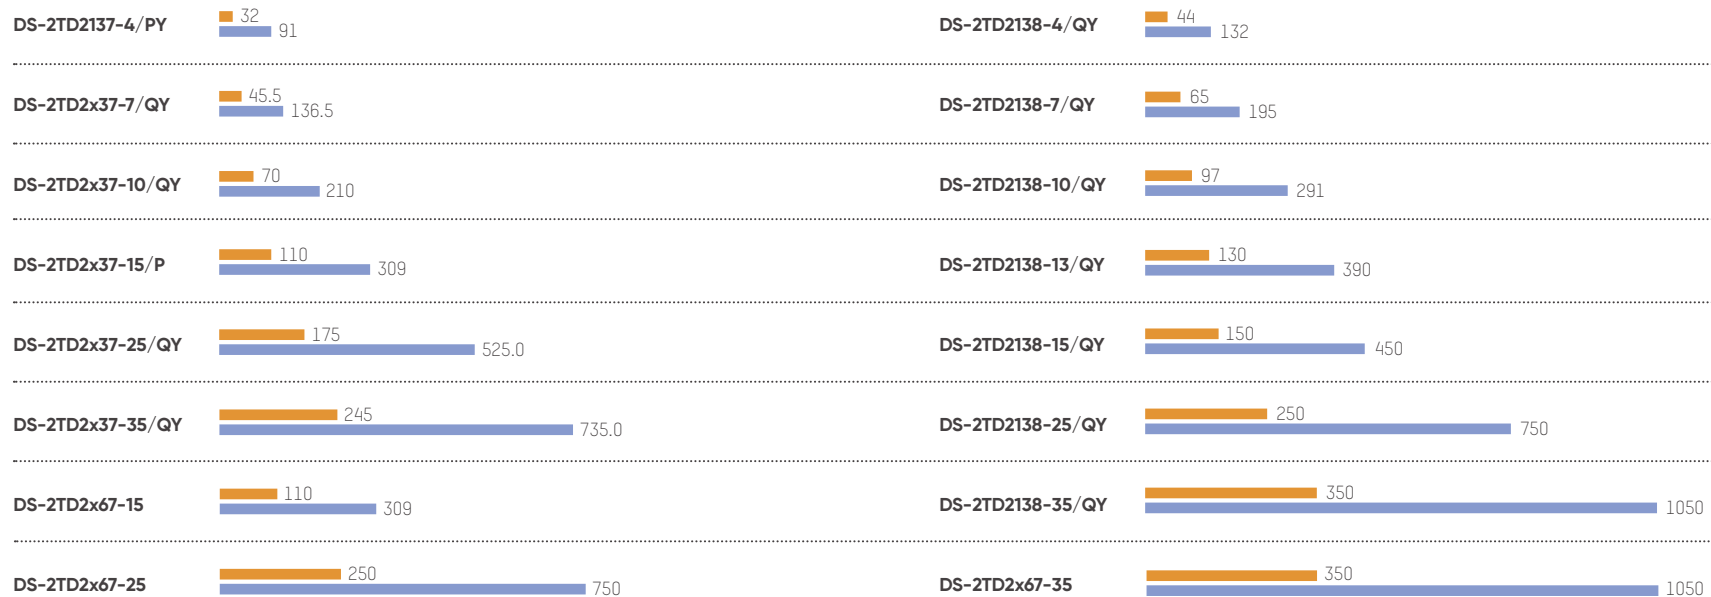 DS-2TD2137-4/PY
32
91
DS-2TD2138-4/QY
44
132
DS-2TD2x37-7/QY
45.5
136.5
DS-2TD2138-7/QY
65
195
DS-2TD2x37-10/QY
70
210
DS-2TD2138-10/QY
97
291
DS-2TD2x37-15/P
110
309
DS-2TD2138-13/QY
130
390
DS-2TD2x37-25/QY
175
525.0
DS-2TD2138-15/QY
150
450
DS-2TD2x37-35/QY
245
735.0
DS-2TD2138-25/QY
250
750
DS-2TD2x67-15
110
309
DS-2TD2138-35/QY
350
1050
DS-2TD2x67-25
250
750
DS-2TD2x67-35
350
1050